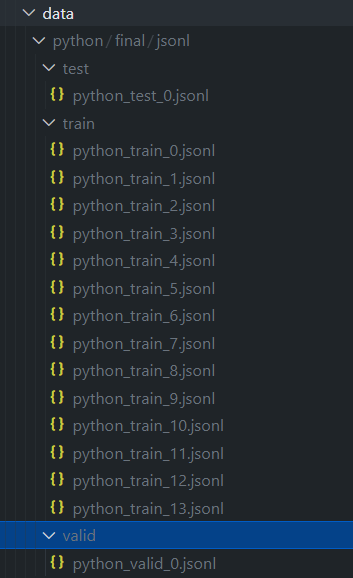 data
python / final / jsonl
test
{} python_test_0.jsonl
train
{} python_train_0.jsonl
{} python_train_1.jsonl
{} python_train_2.jsonl
{} python_train_3.jsonl
{} python_train_4.jsonl
{} python_train_5.jsonl
{} python_train_6.jsonl
{} python_train_7.jsonl
{} python_train_8.jsonl
{} python_train_9.jsonl
{} python_train_10.jsonl
{} python_train_11.jsonl
{} python_train_12.jsonl
{} python_train_13.jsonl
valid
{} python_valid_0.jsonl